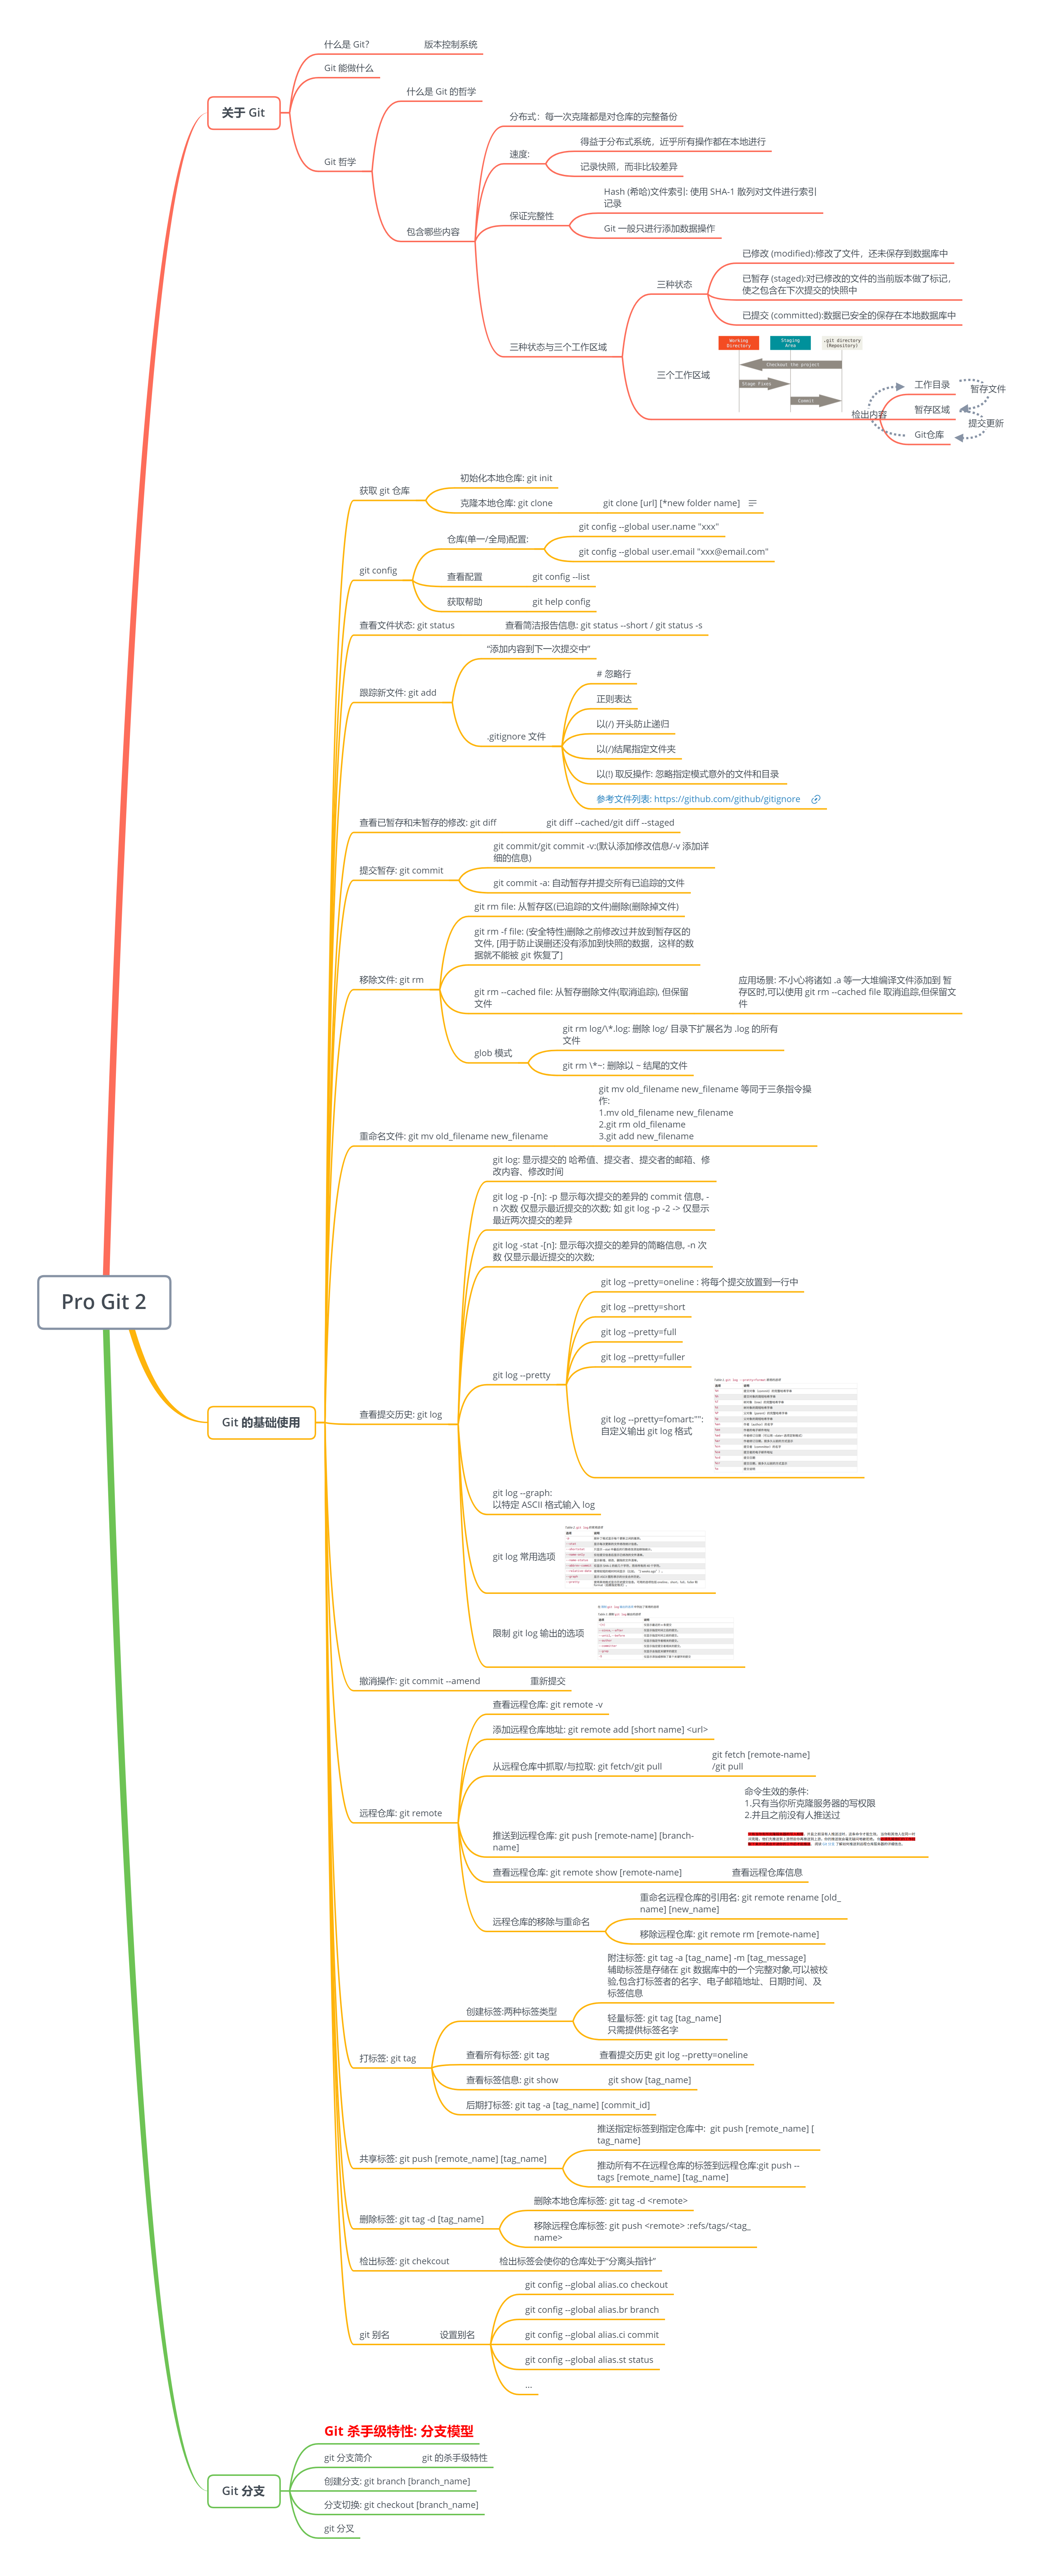 Pro Git 2
关于 Git
什么是 Git?
版本控制系统
Git 能做什么
Git 哲学
什么是 Git 的哲学
包含哪些内容
分布式：每一次克隆都是对仓库的完整备份
速度:
得益于分布式系统，近乎所有操作都在本地进行
记录快照，而非比较差异
保证完整性
Hash (希哈)文件索引: 使用 SHA-1 散列对文件进行索引
记录
Git 一般只进行添加数据操作
三种状态与三个工作区域
三种状态
已修改 (modified):修改了文件，还未保存到数据库中
已暂存 (staged):对已修改的文件的当前版本做了标记，
使之包含在下次提交的快照中
已提交 (committed):数据已安全的保存在本地数据库中
三个工作区域
Working
Directory
Staging
Area
.git directory
(Repository)
Checkout the project
Stage Fixes
Commit
工作目录
暂存区域
Git仓库
检出内容
暂存文件
提交更新
Git 的基础使用
获取 git 仓库
初始化本地仓库: git init
克隆本地仓库: git clone
git clone [url] [*new folder name]
git config
仓库(单一/全局)配置:
git config --global user.name "xxx"
git config --global user.email "xxx@email.com"
查看配置
git config --list
获取帮助
git help config
查看文件状态: git status
查看简洁报告信息: git status --short / git status -s
跟踪新文件: git add
“添加内容到下一次提交中”
.gitignore 文件
# 忽略行
正则表达
以(/) 开头防止递归
以(/)结尾指定文件夹
以(!) 取反操作: 忽略指定模式意外的文件和目录
参考文件列表: https://github.com/github/gitignore
查看已暂存和未暂存的修改: git diff
git diff --cached/git diff --staged
提交暂存: git commit
git commit/git commit -v:(默认添加修改信息/-v 添加详
细的信息)
git commit -a: 自动暂存并提交所有已追踪的文件
移除文件: git rm
git rm file: 从暂存区(已追踪的文件)删除(删除掉文件)
git rm -f file: (安全特性)删除之前修改过并放到暂存区的
文件, [用于防止误删还没有添加到快照的数据，这样的数
据就不能被 git 恢复了]
git rm --cached file: 从暂存删除文件(取消追踪), 但保留
文件
应用场景: 不小心将诸如 .a 等一大堆编译文件添加到 暂
存区时,可以使用 git rm --cached file 取消追踪,但保留文
件
glob 模式
git rm log/\*.log: 删除 log/ 目录下扩展名为 .log 的所有
文件
git rm \*~: 删除以 ~ 结尾的文件
重命名文件: git mv old_filename new_filename
git mv old_filename new_filename 等同于三条指令操
作:
1.mv old_filename new_filename
2.git rm old_filename
3.git add new_filename
查看提交历史: git log
git log: 显示提交的 哈希值、提交者、提交者的邮箱、修
改内容、修改时间
git log -p -[n]: -p 显示每次提交的差异的 commit 信息, -
n 次数 仅显示最近提交的次数; 如 git log -p -2 -> 仅显示
最近两次提交的差异
git log -stat -[n]: 显示每次提交的差异的简略信息, -n 次
数 仅显示最近提交的次数;
git log --pretty
git log --pretty=oneline : 将每个提交放置到一行中
git log --pretty=short
git log --pretty=full
git log --pretty=fuller
git log --pretty=fomart:"";
自定义输出 git log 格式
git log --graph:
以特定 ASCII 格式输入 log
git log 常用选项
限制 git log 输出的选项
撤消操作: git commit --amend
重新提交
远程仓库: git remote
查看远程仓库: git remote -v
添加远程仓库地址: git remote add [short name] <url>
从远程仓库中抓取/与拉取: git fetch/git pull
git fetch [remote-name]
/git pull
推送到远程仓库: git push [remote-name] [branch-
name]
命令生效的条件:
1.只有当你所克隆服务器的写权限
2.并且之前没有人推送过
查看远程仓库: git remote show [remote-name]
查看远程仓库信息
远程仓库的移除与重命名
重命名远程仓库的引用名: git remote rename [old_
name] [new_name]
移除远程仓库: git remote rm [remote-name]
打标签: git tag
创建标签:两种标签类型
附注标签: git tag -a [tag_name] -m [tag_message]
辅助标签是存储在 git 数据库中的一个完整对象,可以被校
验,包含打标签者的名字、电子邮箱地址、日期时间、及
标签信息
轻量标签: git tag [tag_name]
只需提供标签名字
查看所有标签: git tag
查看提交历史 git log --pretty=oneline
查看标签信息: git show
git show [tag_name]
后期打标签: git tag -a [tag_name] [commit_id]
共享标签: git push [remote_name] [tag_name]
推送指定标签到指定仓库中: git push [remote_name] [
tag_name]
推动所有不在远程仓库的标签到远程仓库:git push --
tags [remote_name] [tag_name]
删除标签: git tag -d [tag_name]
删除本地仓库标签: git tag -d <remote>
移除远程仓库标签: git push <remote> :refs/tags/<tag_
name>
检出标签: git chekcout
检出标签会使你的仓库处于“分离头指针”
git 别名
设置别名
git config --global alias.co checkout
git config --global alias.br branch
git config --global alias.ci commit
git config --global alias.st status
...
Git 分支
Git 杀手级特性: 分支模型
git 分支简介
git 的杀手级特性
创建分支: git branch [branch_name]
分支切换: git checkout [branch_name]
git 分叉